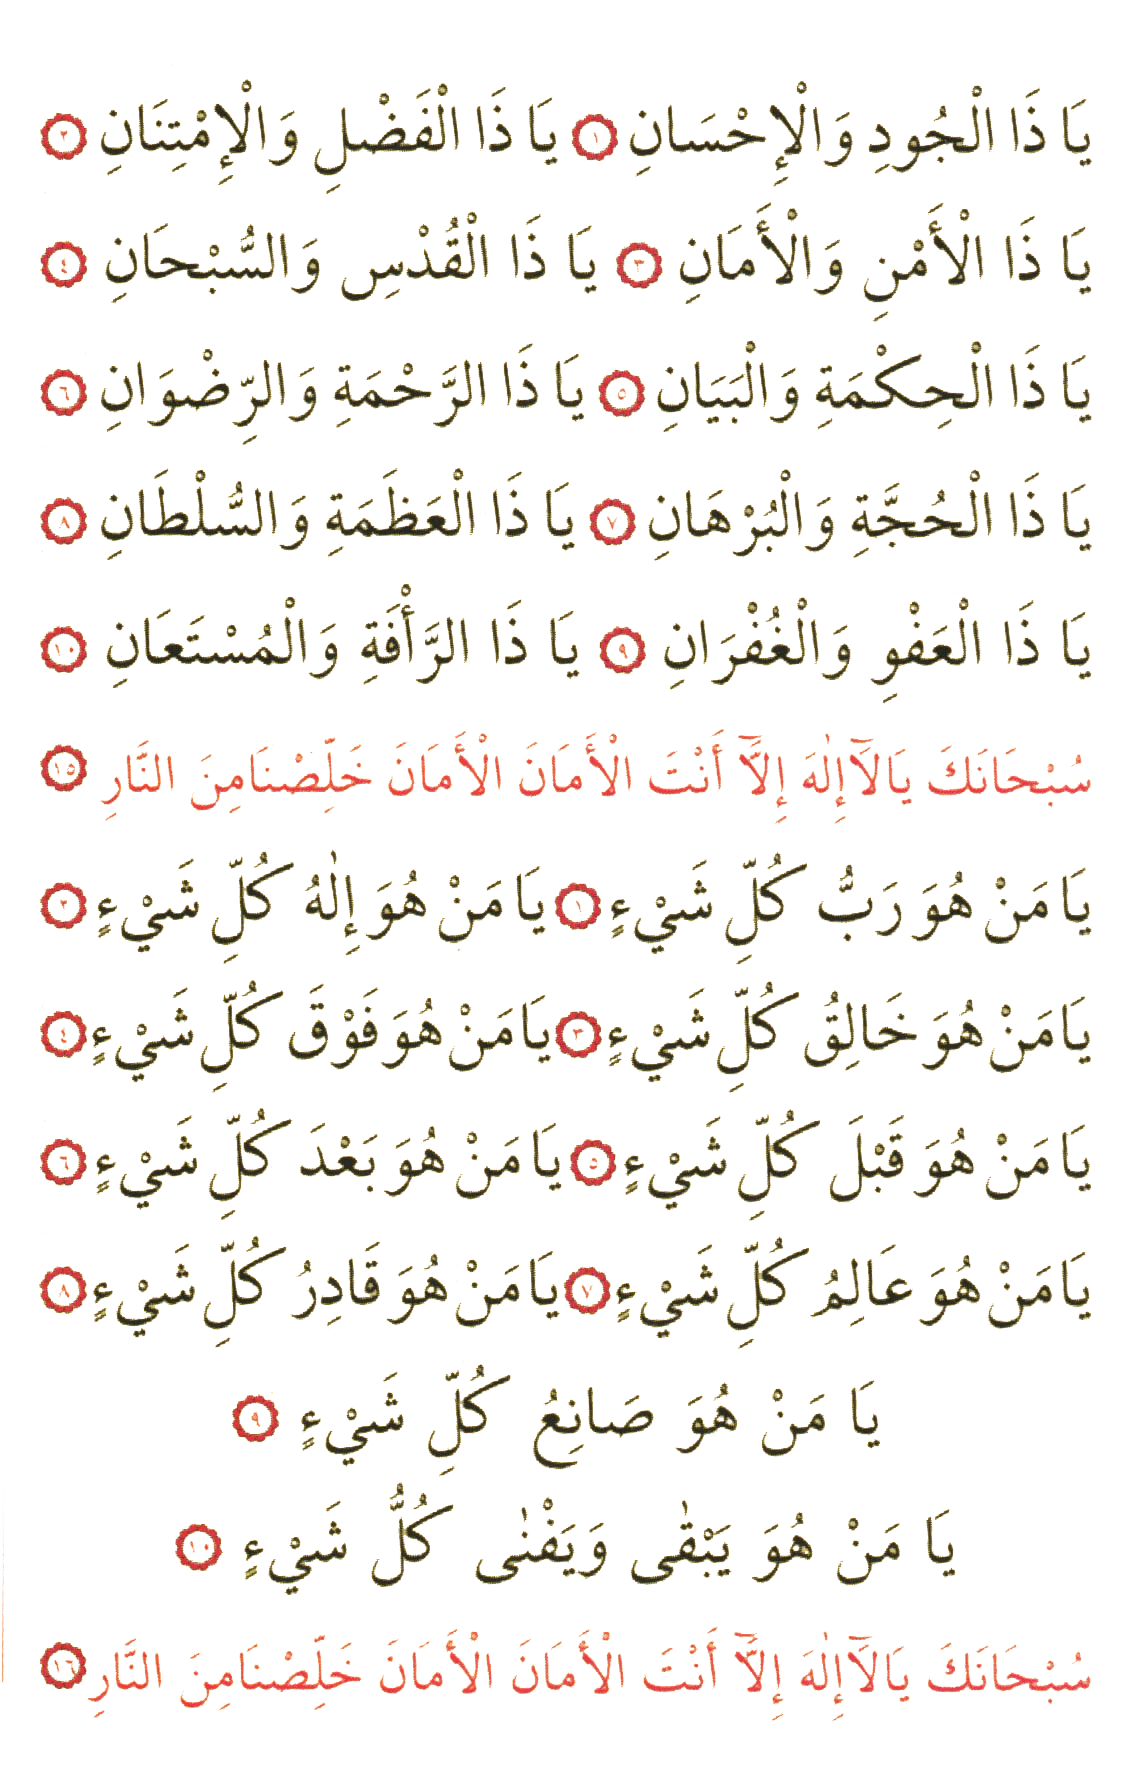 يَا ذَا الْجُودِ وَالْإِحْسَانِ ١ يَا ذَا الْفَضْلِ وَالْإِمْتِنَانِ ٢
يَا ذَا الْأَمْنِ وَالْأَمَانِ ٣ يَا ذَا الْقُدْسِ وَالسُّبْحَانِ ٤
يَا ذَا الْحِكْمَةِ وَالْبَيَانِ ٥ يَا ذَا الرَّحْمَةِ وَالرِّضْوَانِ ٦
يَا ذَا الْحُجَّةِ وَالْبُرْهَانِ ٧ يَا ذَا الْعَظَمَةِ وَالسُّلْطَانِ ٨
يَا ذَا الْعَفْوِ وَالْغُفْرَانِ ٩ يَا ذَا الرَّأْفَةِ وَالْمُسْتَعَانِ ١٠
سُبْحَانَكَ يَا لَآ إِلٰهَ إِلَّآ أَنْتَ الْأَمَانَ الْأَمَانَ خَلِّصْنَا مِنَ النَّارِ ١٥
يَا مَنْ هُوَ رَبُّ كُلِّ شَيْءٍ ١ يَا مَنْ هُوَ إِلٰهُ كُلِّ شَيْءٍ ٢
يَا مَنْ هُوَ خَالِقُ كُلِّ شَيْءٍ ٣ يَا مَنْ هُوَ فَوْقَ كُلِّ شَيْءٍ ٤
يَا مَنْ هُوَ قَبْلَ كُلِّ شَيْءٍ ٥ يَا مَنْ هُوَ بَعْدَ كُلِّ شَيْءٍ ٦
يَا مَنْ هُوَ عَالِمُ كُلِّ شَيْءٍ ٧ يَا مَنْ هُوَ قَادِرُ كُلِّ شَيْءٍ ٨
يَا مَنْ هُوَ صَانِعُ كُلِّ شَيْءٍ ٩
يَا مَنْ هُوَ يَبْقٰى وَيَفْنٰى كُلُّ شَيْءٍ ١٠
سُبْحَانَكَ يَا لَآ إِلٰهَ إِلَّآ أَنْتَ الْأَمَانَ الْأَمَانَ خَلِّصْنَا مِنَ النَّارِ ١٦